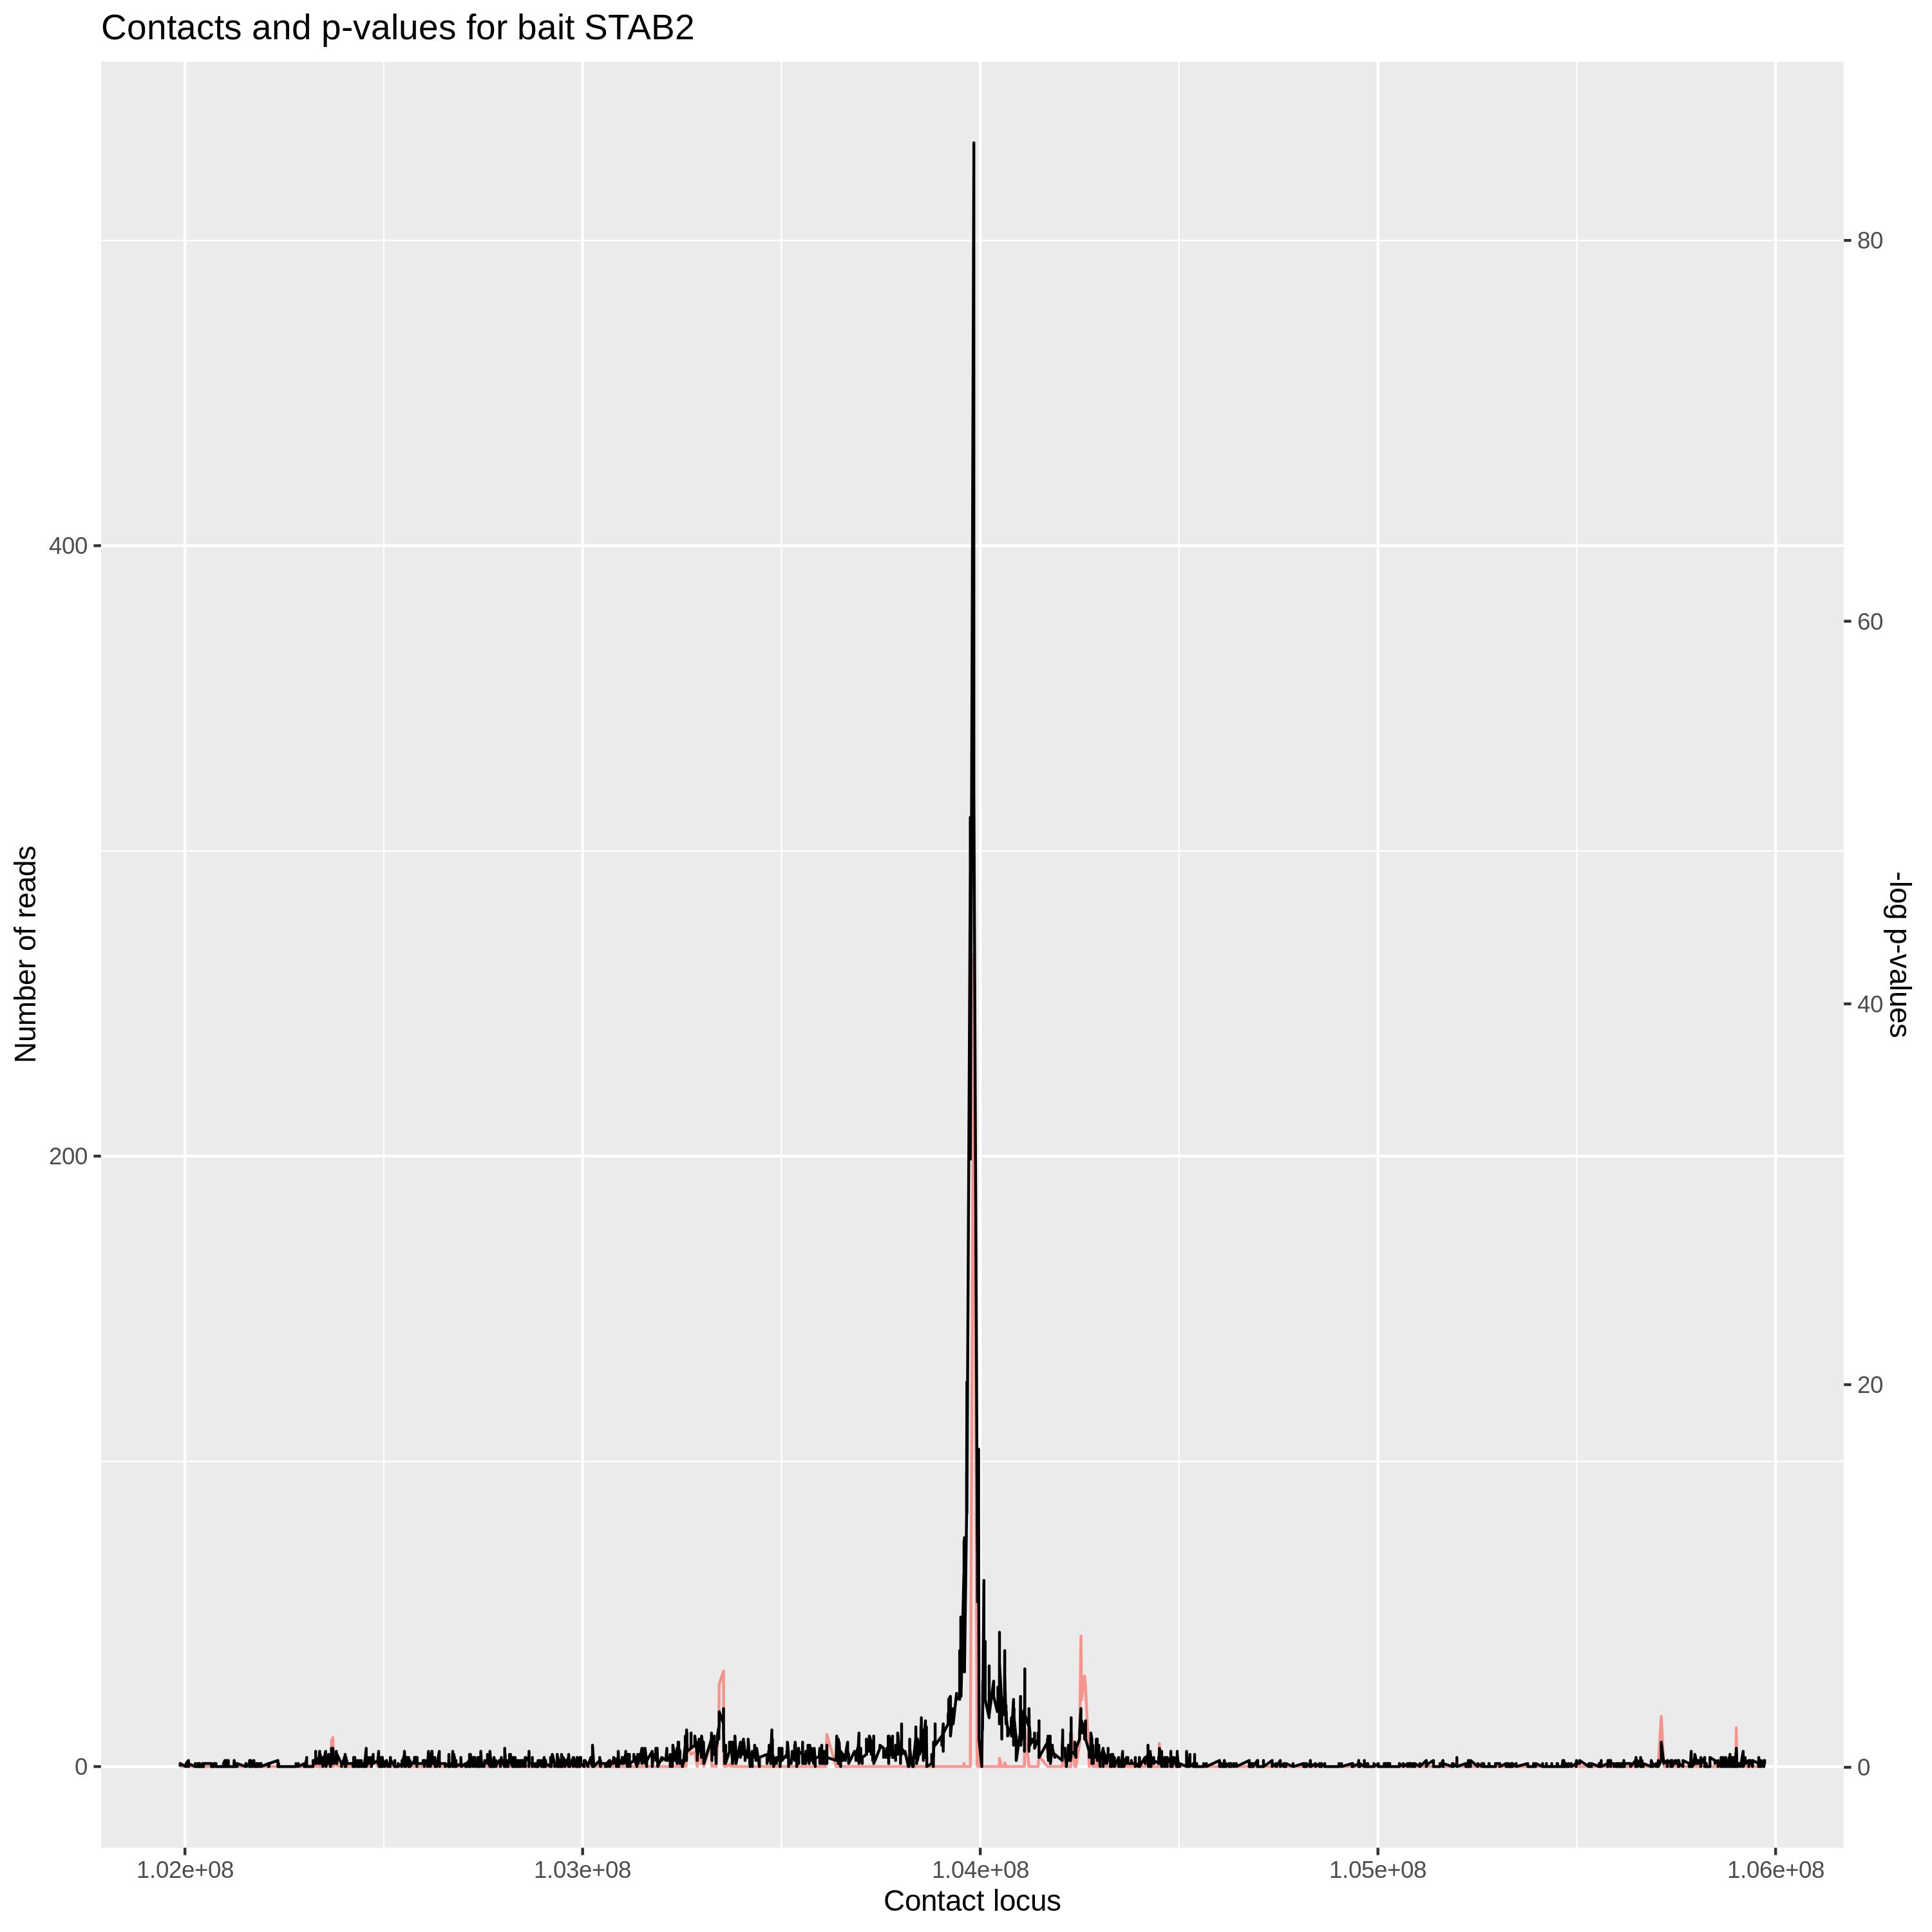 Contacts and p-values for bait STAB2
Number of reads
400
200
0
80
60
40
20
0
-log p-values
1.02e+08
1.03e+08
1.04e+08
1.05e+08
1.06e+08
Contact locus